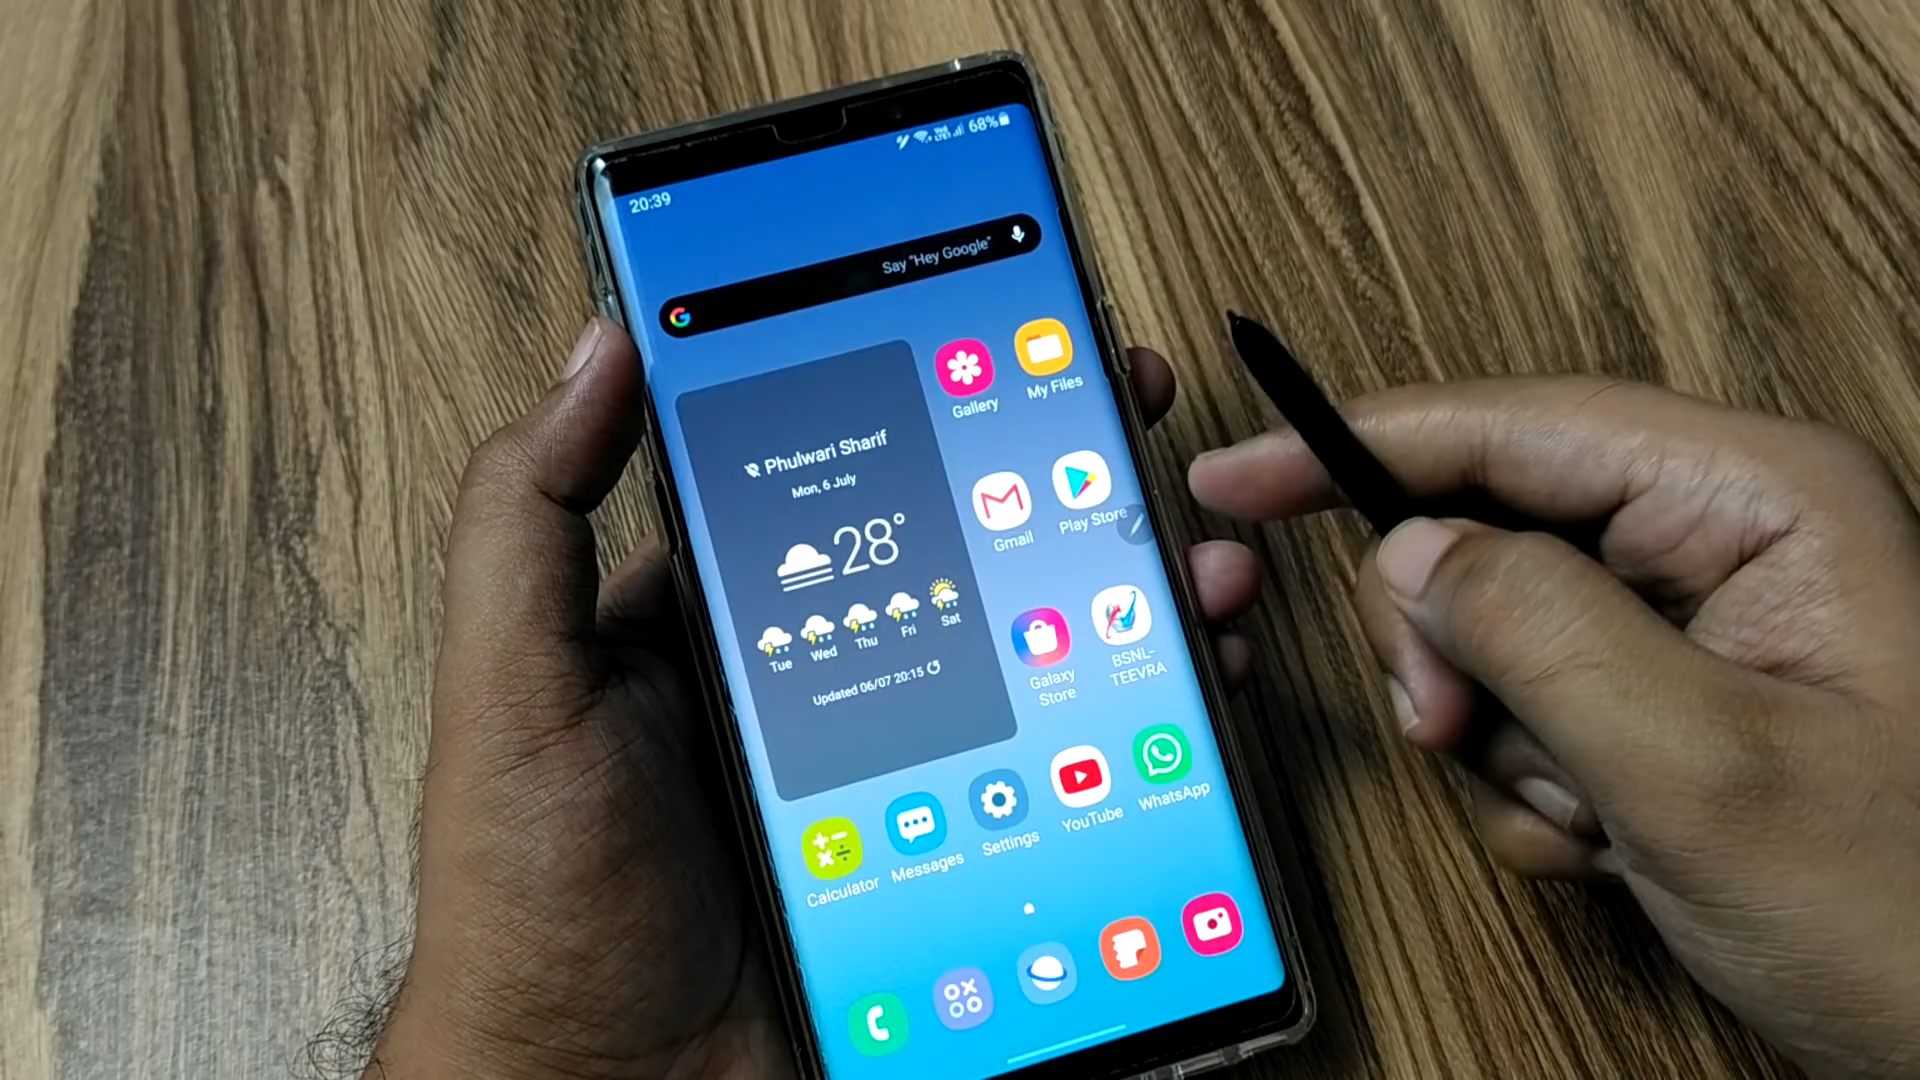 20:39
VoLTE1 68%
G Say "Hey Google"
Phulwari Sharif
Mon, 6 July
28°
Tue Wed Thu Fri Sat
Updated 06/07 20:15
Gallery My Files
Gmail Play Store
Galaxy Store
BSNL-TEEVRA
Calculator Messages Settings YouTube WhatsApp